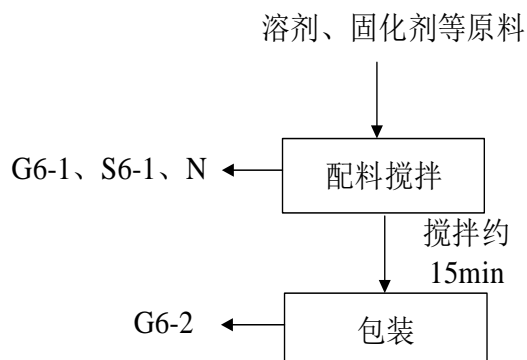 溶剂、固化剂等原料
G6-1、S6-1、N
配料搅拌
搅拌约
15min
G6-2
包装